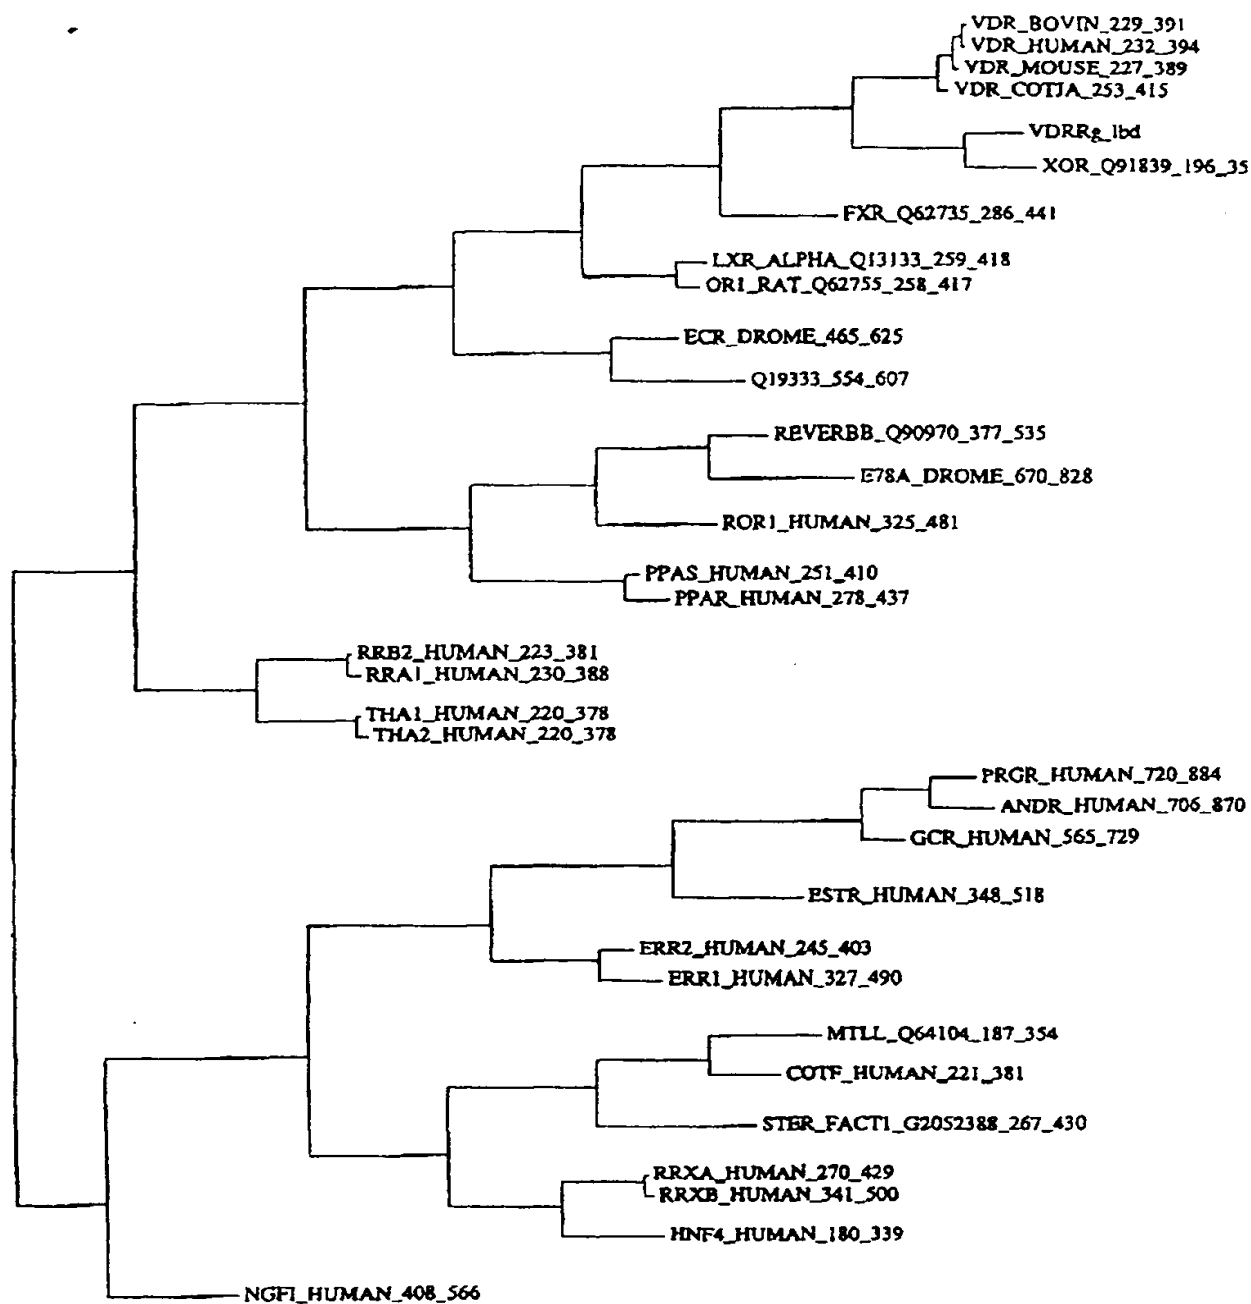 VDR_BOVIN_229_391
VDR_HUMAN_232_394
VDR_MOUSE_227_389
VDR_COTJA_253_415
VDRRg_lbd
XOR_Q91839_196_35
FXR_Q62735_286_441
LXR_ALPHA_Q13133_259_418
OR1_RAT_Q62755_258_417
ECR_DROME_465_625
Q19333_554_607
REVERBB_Q90970_377_535
E78A_DROME_670_828
ROR1_HUMAN_325_481
PPAS_HUMAN_251_410
PPAR_HUMAN_278_437
RRB2_HUMAN_223_381
RRA1_HUMAN_230_388
THA1_HUMAN_220_378
THA2_HUMAN_220_378
PRGR_HUMAN_720_884
ANDR_HUMAN_706_870
GCR_HUMAN_565_729
ESTR_HUMAN_348_518
ERR2_HUMAN_245_403
ERR1_HUMAN_327_490
MTLL_Q64104_187_354
COTF_HUMAN_221_381
STER_FACT1_G2052388_267_430
RRXA_HUMAN_270_429
RRXB_HUMAN_341_500
HNF4_HUMAN_180_339
NGFI_HUMAN_408_566